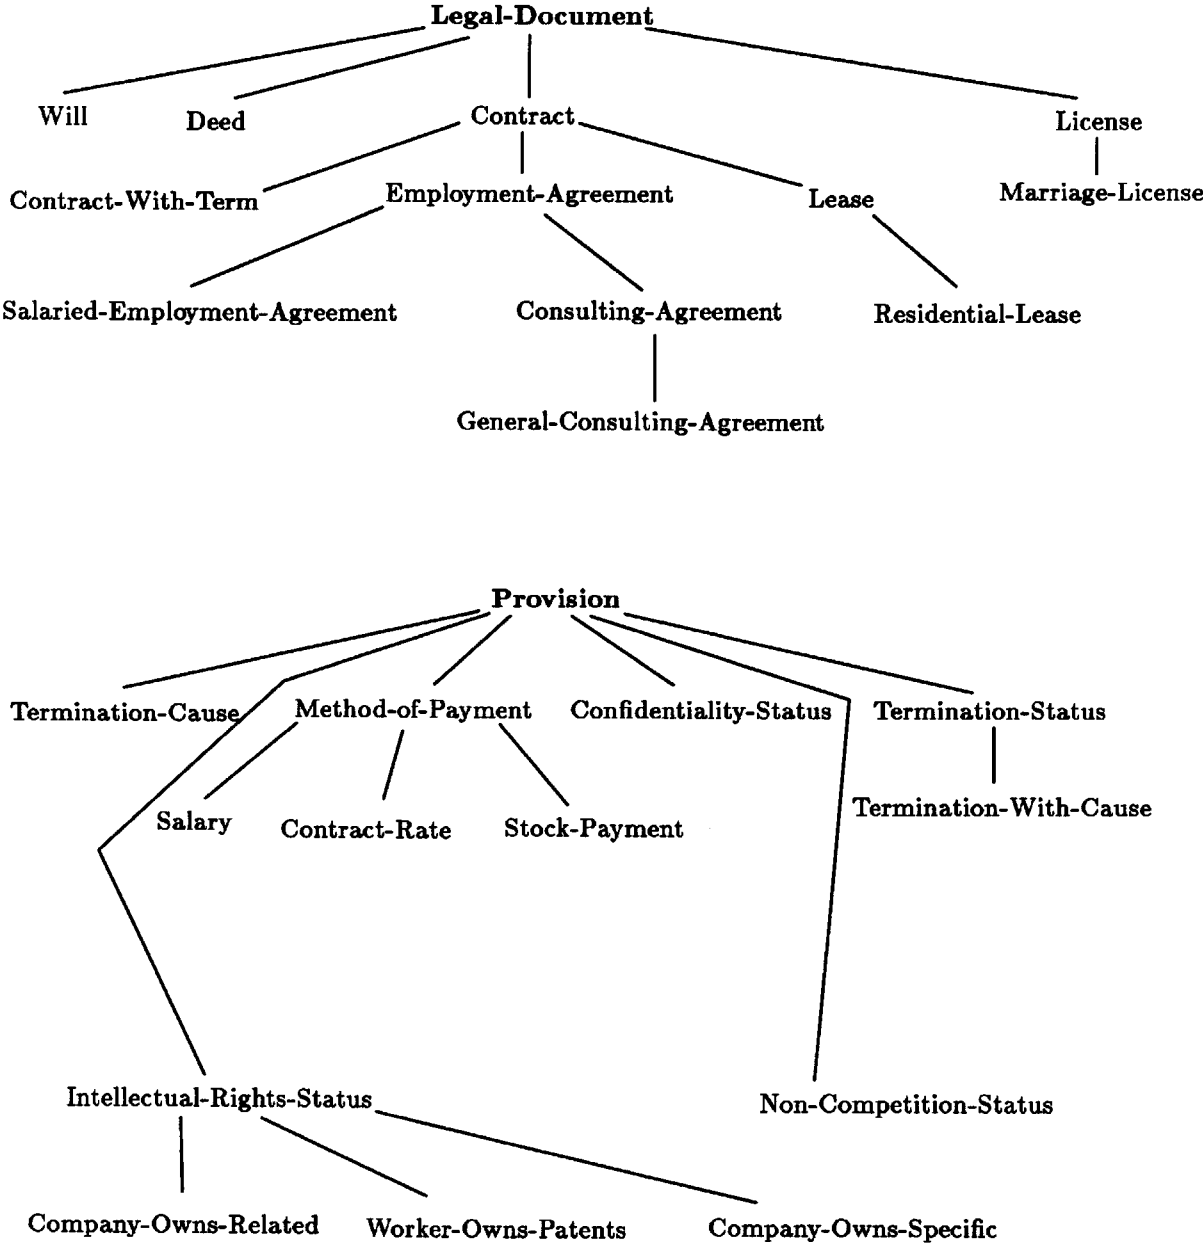 Legal-Document
Will
Deed
Contract
License
Contract-With-Term
Employment-Agreement
Lease
Marriage-License
Salaried-Employment-Agreement
Consulting-Agreement
Residential-Lease
General-Consulting-Agreement
Provision
Termination-Cause
Method-of-Payment
Confidentiality-Status
Termination-Status
Salary
Contract-Rate
Stock-Payment
Termination-With-Cause
Intellectual-Rights-Status
Non-Competition-Status
Company-Owns-Related
Worker-Owns-Patents
Company-Owns-Specific